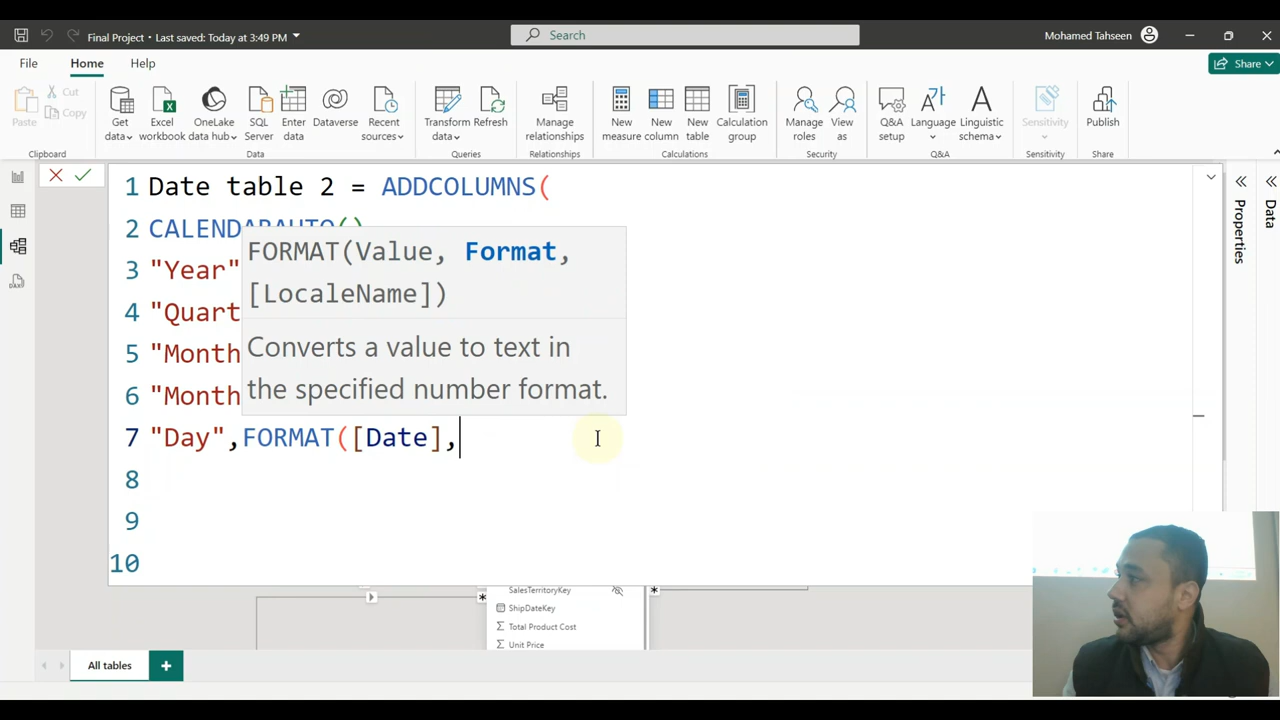 Final Project • Last saved: Today at 3:49 PM
Search
Mohamed Tahseen
File
Home
Help
Share
Paste
Cut
Copy
Get data
Excel workbook
OneLake data hub
SQL Server
Enter data
Dataverse
Recent sources
Transform data
Refresh
Manage relationships
New measure
New column
New table
Calculation group
Manage roles
View as
Q&A setup
Language
Linguistic schema
Sensitivity
Publish
Clipboard
Data
Queries
Relationships
Calculations
Security
Q&A
Sensitivity
Share
1 Date table 2 = ADDCOLUMNS(
2 CALENDARAUTO()
FORMAT(Value, Format,
[LocaleName])
Converts a value to text in
the specified number format.
3 "Year"
4 "Quart
5 "Month
6 "Month
7 "Day",FORMAT([Date],
8
9
10
Properties
Data
SalesTerritoryKey
ShipDateKey
Total Product Cost
Unit Price
All tables